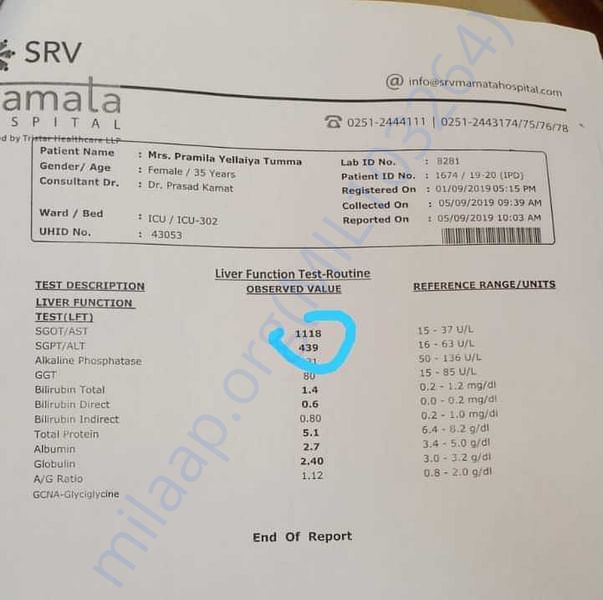 SRV
amata
SPITAL
ed by Tristar Healthcare LLP
@ info@srvmamatahospital.com
☎ 0251-2444111 | 0251-2443174/75/76/78
Patient Name : Mrs. Pramila Yellaiya Tumma
Gender/ Age : Female / 35 Years
Consultant Dr. : Dr. Prasad Kamat
Ward / Bed : ICU / ICU-302
UHID No. : 43053
Lab ID No. : 8281
Patient ID No. : 1674 / 19-20 (IPD)
Registered On : 01/09/2019 05:15 PM
Collected On : 05/09/2019 09:39 AM
Reported On : 05/09/2019 10:03 AM
Liver Function Test-Routine
TEST DESCRIPTION OBSERVED VALUE REFERENCE RANGE/UNITS
LIVER FUNCTION
TEST(LFT)
SGOT/AST 1118 15 - 37 U/L
SGPT/ALT 439 16 - 63 U/L
Alkaline Phosphatase 50 - 136 U/L
GGT 80 15 - 85 U/L
Bilirubin Total 1.4 0.2 - 1.2 mg/dl
Bilirubin Direct 0.6 0.0 - 0.2 mg/dl
Bilirubin Indirect 0.80 0.2 - 1.0 mg/dl
Total Protein 5.1 6.4 - 8.2 g/dl
Albumin 2.7 3.4 - 5.0 g/dl
Globulin 2.40 3.0 - 3.2 g/dl
A/G Ratio 1.12 0.8 - 2.0 g/dl
GCNA-Glyciglycine
End Of Report
milaap.org(MILI103264)